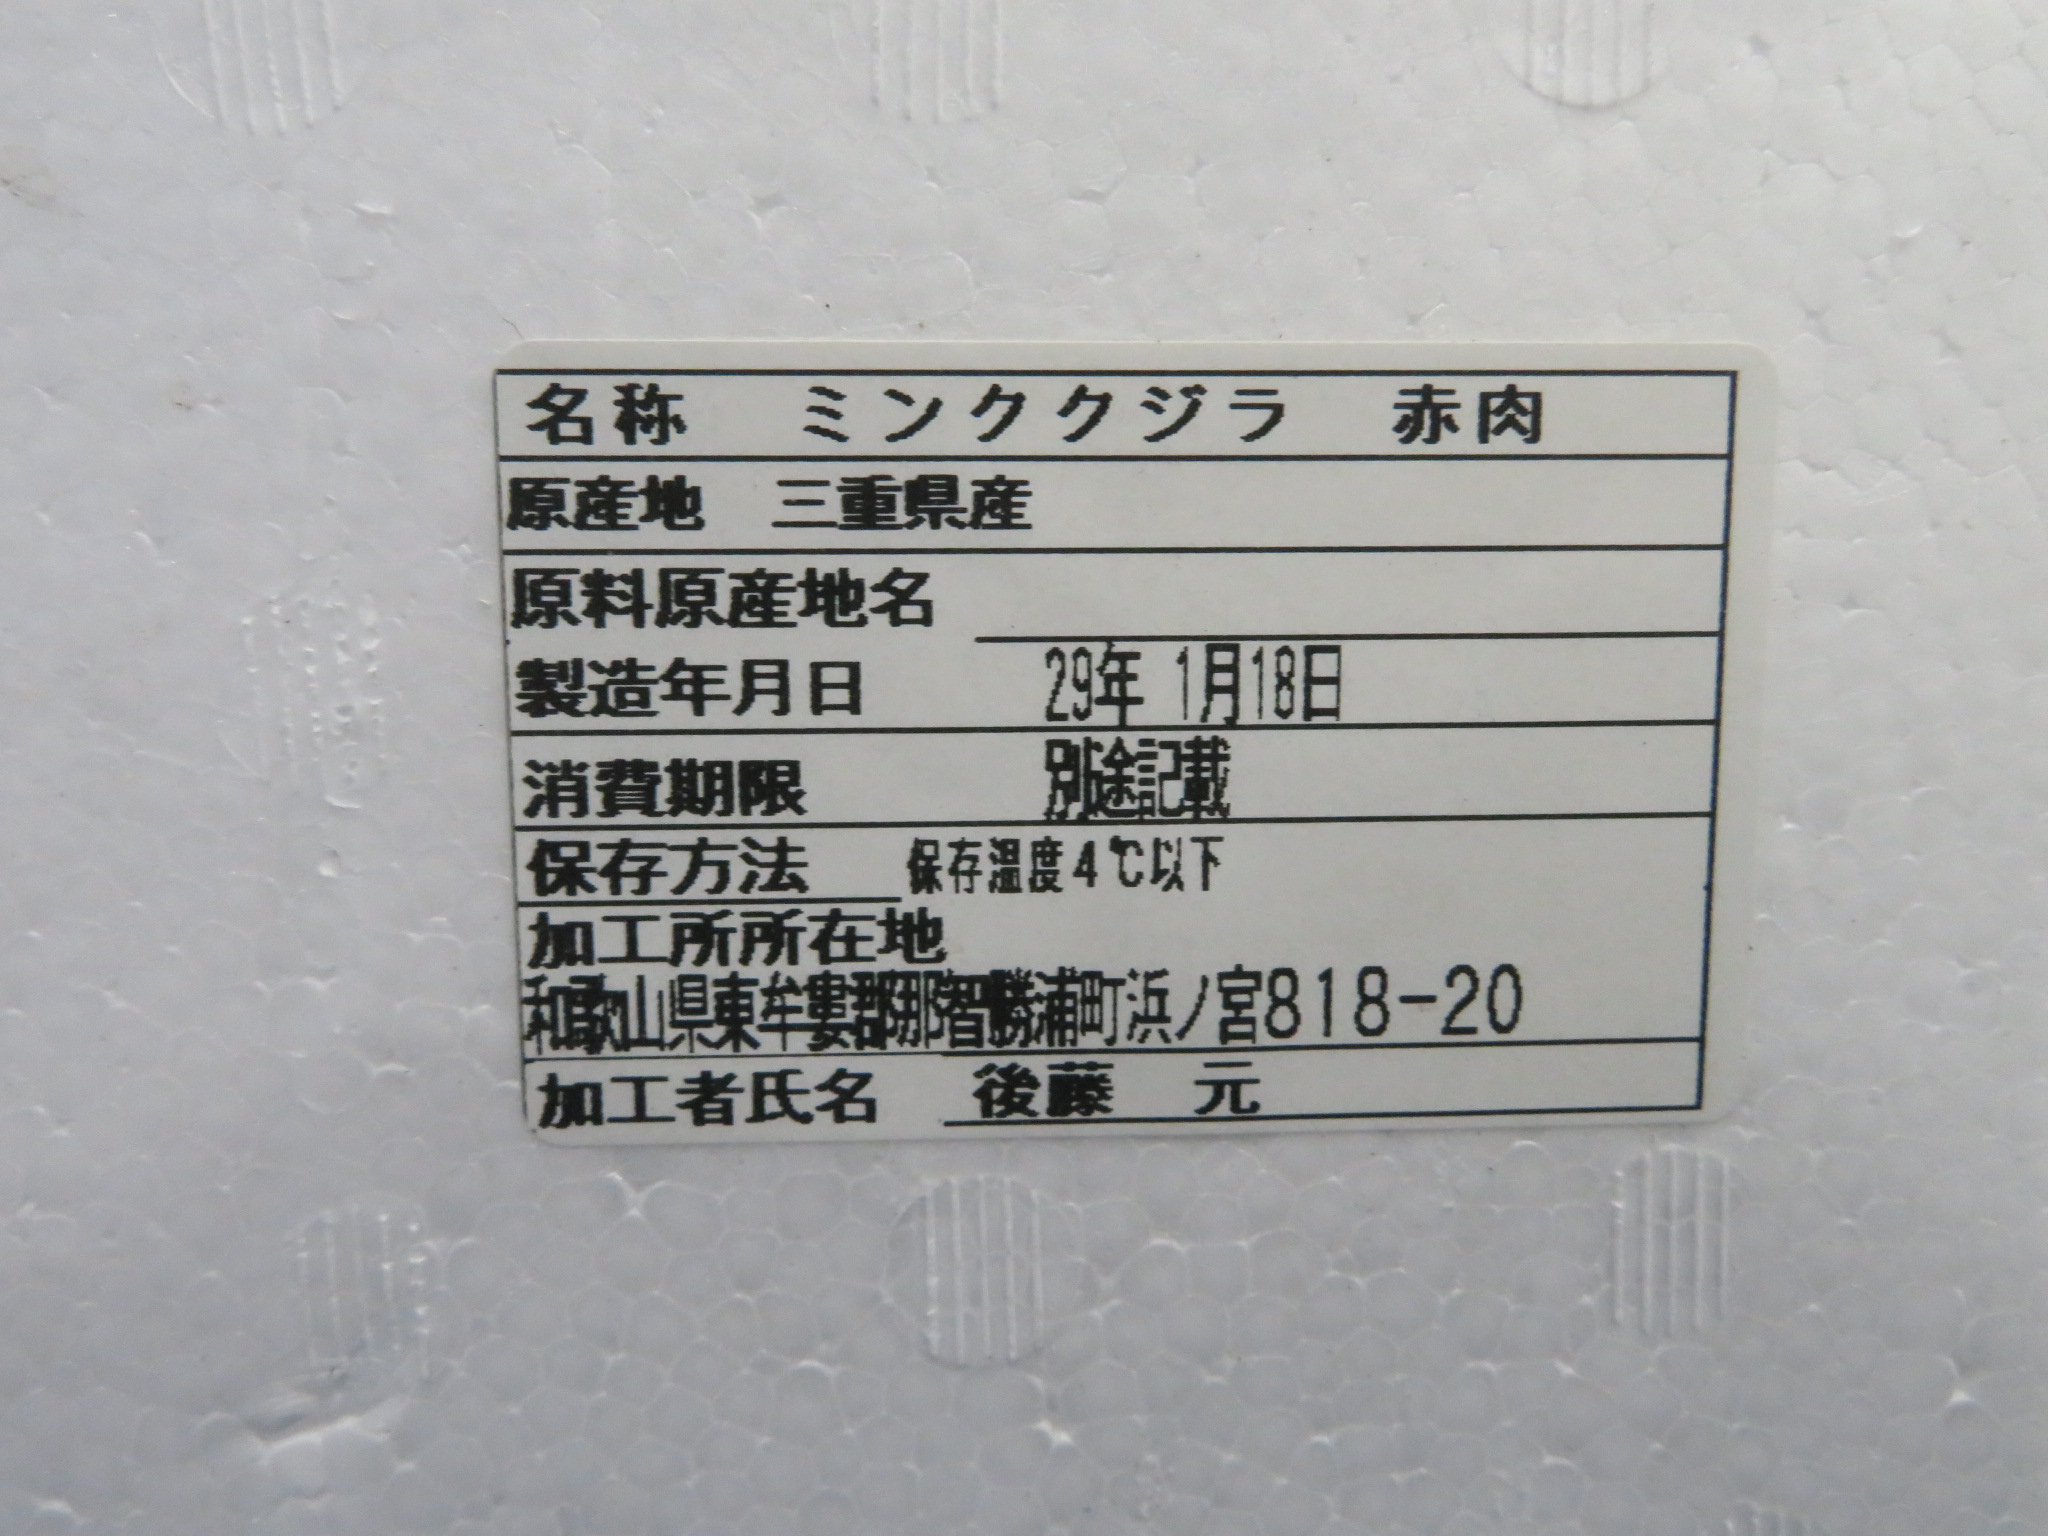 名称 ミンククジラ 赤肉
原産地 三重県産
原料原産地名
製造年月日 29年 1月18日
消費期限 別途記載
保存方法 保存温度4℃以下
加工所所在地
和歌山県東牟婁郡那智勝浦町浜ノ宮818-20
加工者氏名 後藤 元